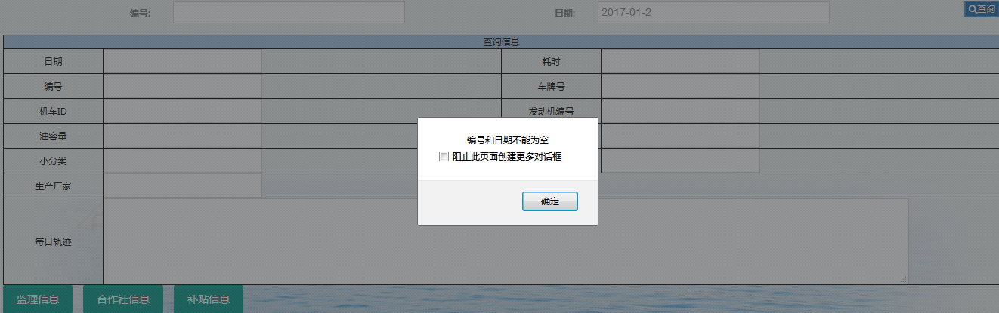 编号: 日期: 2017-01-2 查询
查询信息
日期 耗时
编号 车牌号
机车ID 发动机编号
油容量
小分类
生产厂家
每日轨迹
编号和日期不能为空
阻止此页面创建更多对话框
确定
监理信息 合作社信息 补贴信息